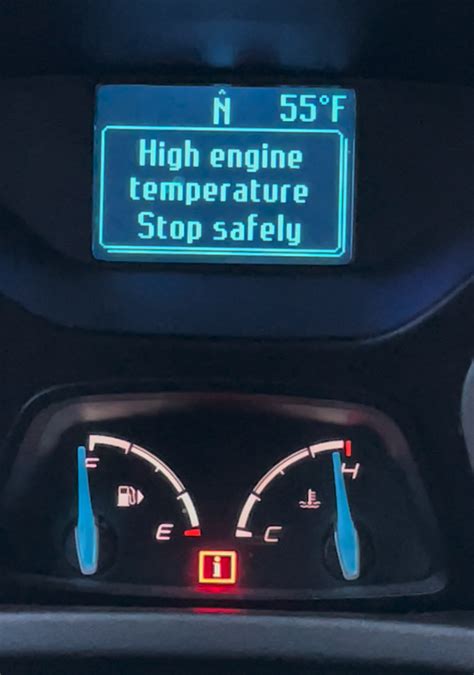 N 55°F
High engine
temperature
Stop safely
F H
E C
i